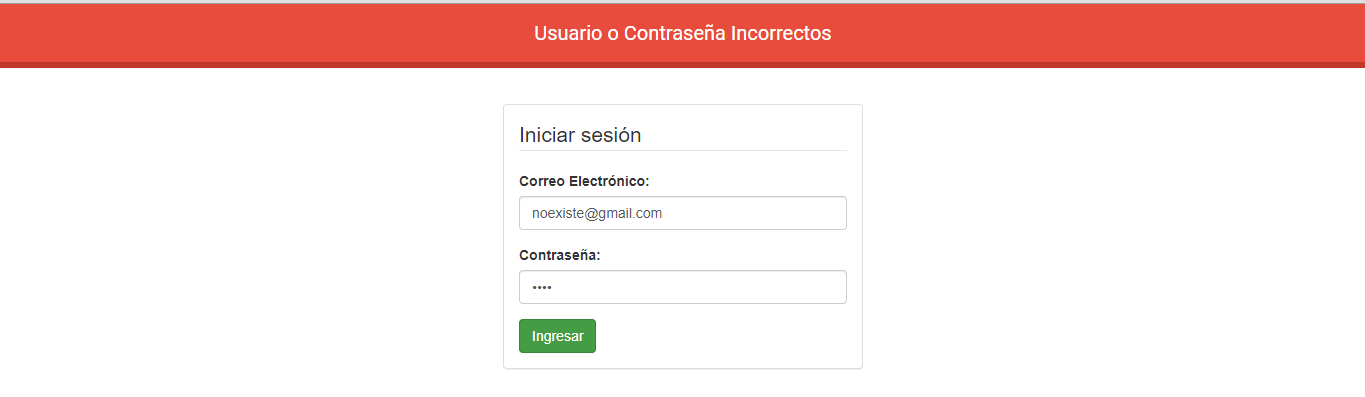 Usuario o Contraseña Incorrectos
Iniciar sesión
Correo Electrónico:
noexiste@gmail.com
Contraseña:
••••
Ingresar